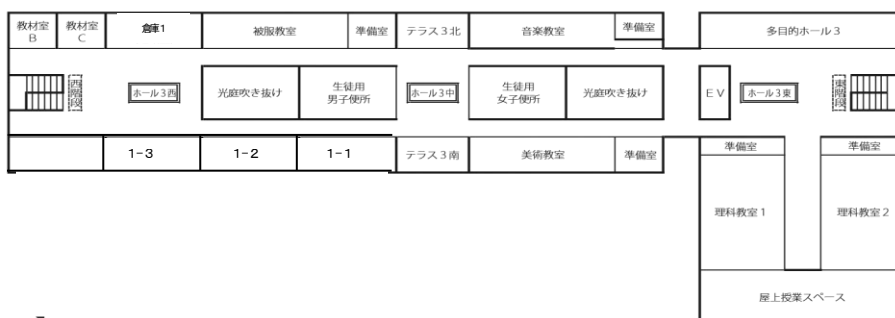 教材室
B
教材室
C
倉庫1
被服教室
準備室
テラス3北
音楽教室
準備室
多目的ホール3
西階段
ホール3西
光庭吹き抜け
生徒用
男子便所
ホール3中
生徒用
女子便所
光庭吹き抜け
EV
ホール3東
東階段
1-3
1-2
1-1
テラス3南
美術教室
準備室
準備室
準備室
理科教室1
理科教室2
屋上授業スペース